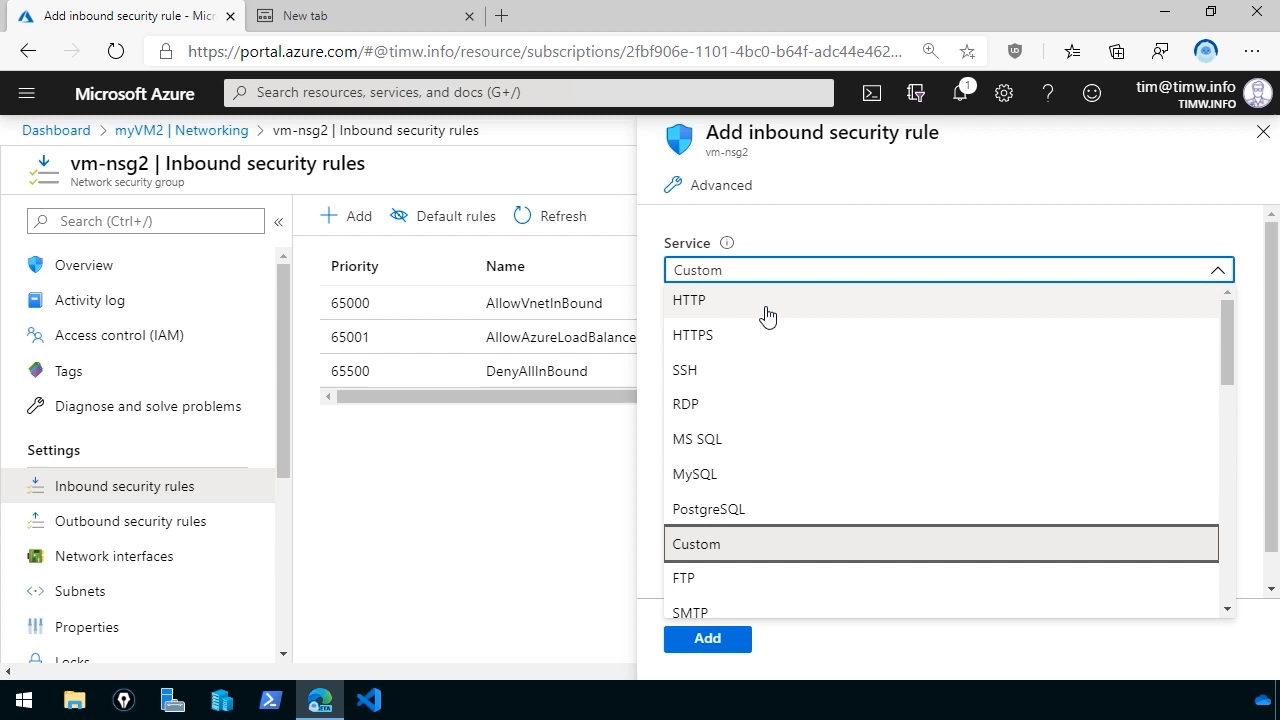 Add inbound security rule - Micr
New tab
https://portal.azure.com/#@timw.info/resource/subscriptions/2fbf906e-1101-4bc0-b64f-adc44e462...
Microsoft Azure
Search resources, services, and docs (G+/)
1
tim@timw.info
TIMW.INFO
Dashboard > myVM2 | Networking > vm-nsg2 | Inbound security rules
vm-nsg2 | Inbound security rules
Network security group
Search (Ctrl+/)
Overview
Activity log
Access control (IAM)
Tags
Diagnose and solve problems
Settings
Inbound security rules
Outbound security rules
Network interfaces
Subnets
Properties
Locks
Add
Default rules
Refresh
Priority Name
65000 AllowVnetInBound
65001 AllowAzureLoadBalance
65500 DenyAllInBound
Add inbound security rule
vm-nsg2
Advanced
Service
Custom
HTTP
HTTPS
SSH
RDP
MS SQL
MySQL
PostgreSQL
Custom
FTP
SMTP
Add